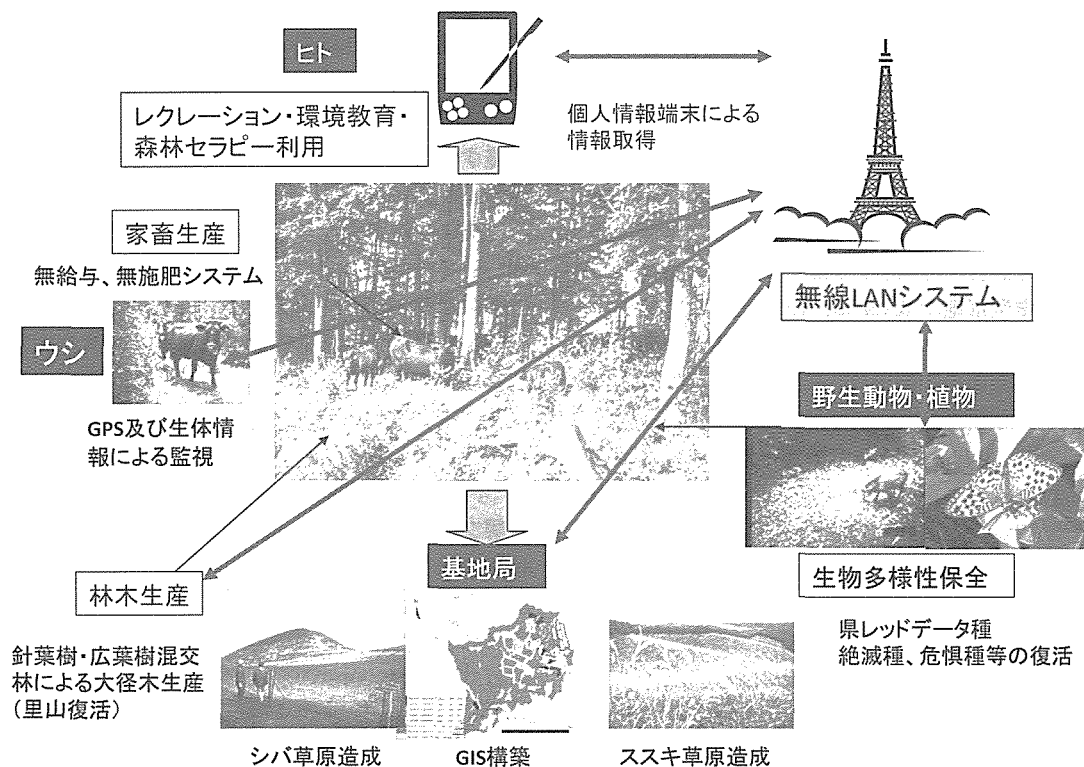 ヒト
レクレーション・環境教育・
森林セラピー利用
個人情報端末による
情報取得
家畜生産
無給与、無施肥システム
ウシ
GPS及び生体情
報による監視
無線LANシステム
野生動物・植物
生物多様性保全
県レッドデータ種
絶滅種、危惧種等の復活
基地局
林木生産
針葉樹・広葉樹混交
林による大径木生産
(里山復活)
シバ草原造成
GIS構築
ススキ草原造成